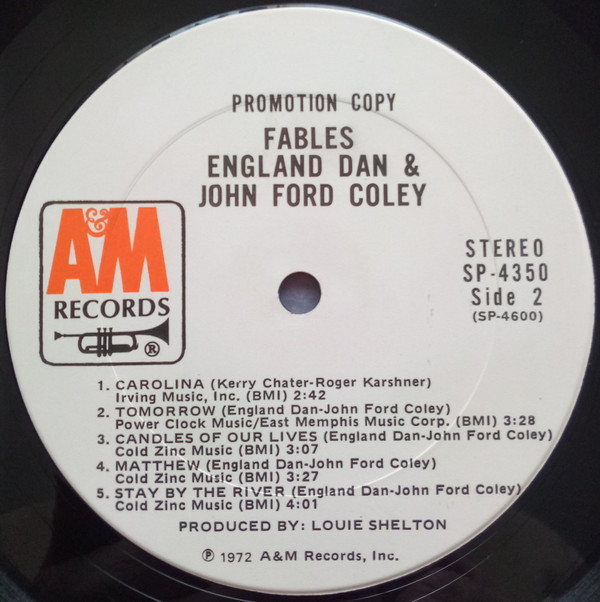 PROMOTION COPY
FABLES
ENGLAND DAN &
JOHN FORD COLEY
A&M
RECORDS
®
STEREO
SP-4350
Side 2
(SP-4600)
1. CAROLINA (Kerry Chater-Roger Karshner)
Irving Music, Inc. (BMI) 2:42
2. TOMORROW (England Dan-John Ford Coley)
Power Clock Music/East Memphis Music Corp. (BMI) 3:28
3. CANDLES OF OUR LIVES (England Dan-John Ford Coley)
Cold Zinc Music (BMI) 3:07
4. MATTHEW (England Dan-John Ford Coley)
Cold Zinc Music (BMI) 3:27
5. STAY BY THE RIVER (England Dan-John Ford Coley)
Cold Zinc Music (BMI) 4:01
PRODUCED BY: LOUIE SHELTON
℗ 1972 A&M Records, Inc.